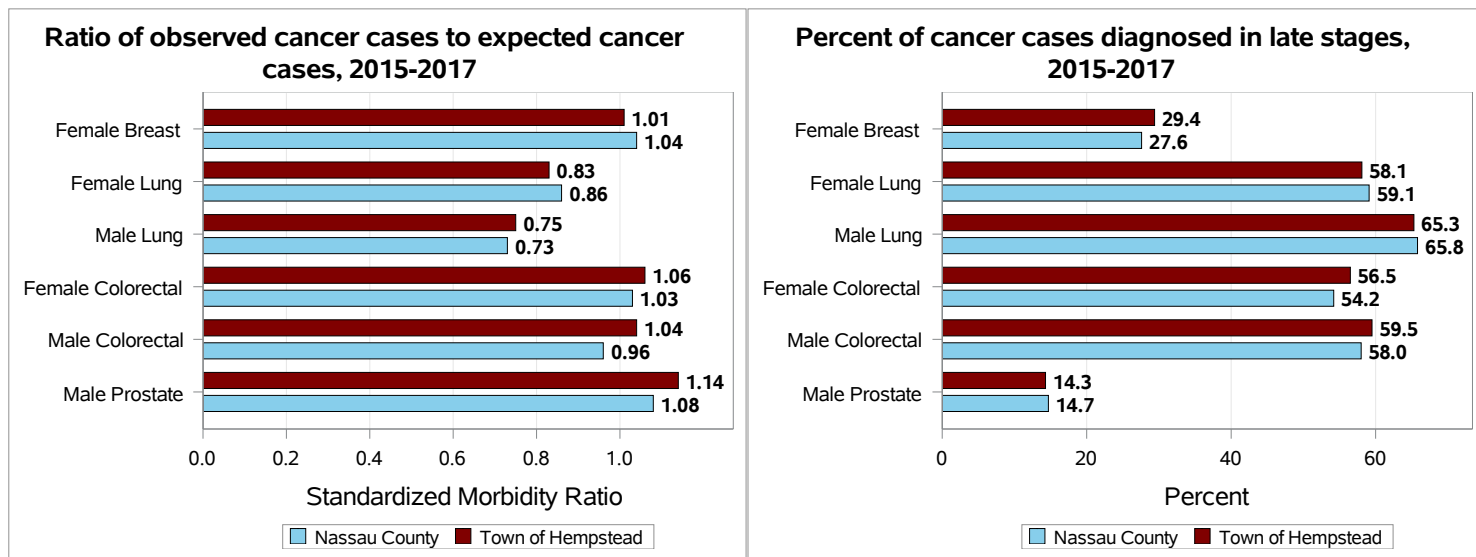 Ratio of observed cancer cases to expected cancer
cases, 2015-2017
Female Breast
1.01
1.04
Female Lung
0.83
0.86
Male Lung
0.75
0.73
Female Colorectal
1.06
1.03
Male Colorectal
1.04
0.96
Male Prostate
1.14
1.08
0.0 0.2 0.4 0.6 0.8 1.0
Standardized Morbidity Ratio
Nassau County Town of Hempstead
Percent of cancer cases diagnosed in late stages,
2015-2017
Female Breast
29.4
27.6
Female Lung
58.1
59.1
Male Lung
65.3
65.8
Female Colorectal
56.5
54.2
Male Colorectal
59.5
58.0
Male Prostate
14.3
14.7
0 20 40 60
Percent
Nassau County Town of Hempstead